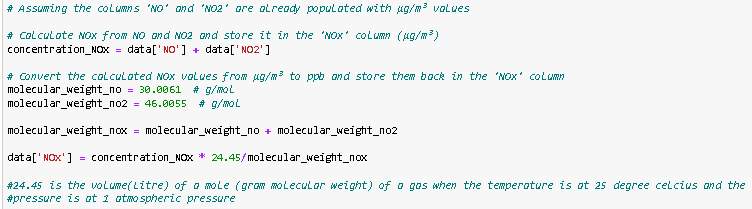 # Assuming the columns 'NO' and 'NO2' are already populated with µg/m³ values
# Calculate NOx from NO and NO2 and store it in the 'NOx' column (µg/m³)
concentration_NOx = data['NO'] + data['NO2']
# Convert the calculated NOx values from µg/m³ to ppb and store them back in the 'NOx' column
molecular_weight_no = 30.0061  # g/mol
molecular_weight_no2 = 46.0055  # g/mol
molecular_weight_nox = molecular_weight_no + molecular_weight_no2
data['NOx'] = concentration_NOx * 24.45/molecular_weight_nox
#24.45 is the volume(litre) of a mole (gram molecular weight) of a gas when the temperature is at 25 degree celcius and the
#pressure is at 1 atmospheric pressure